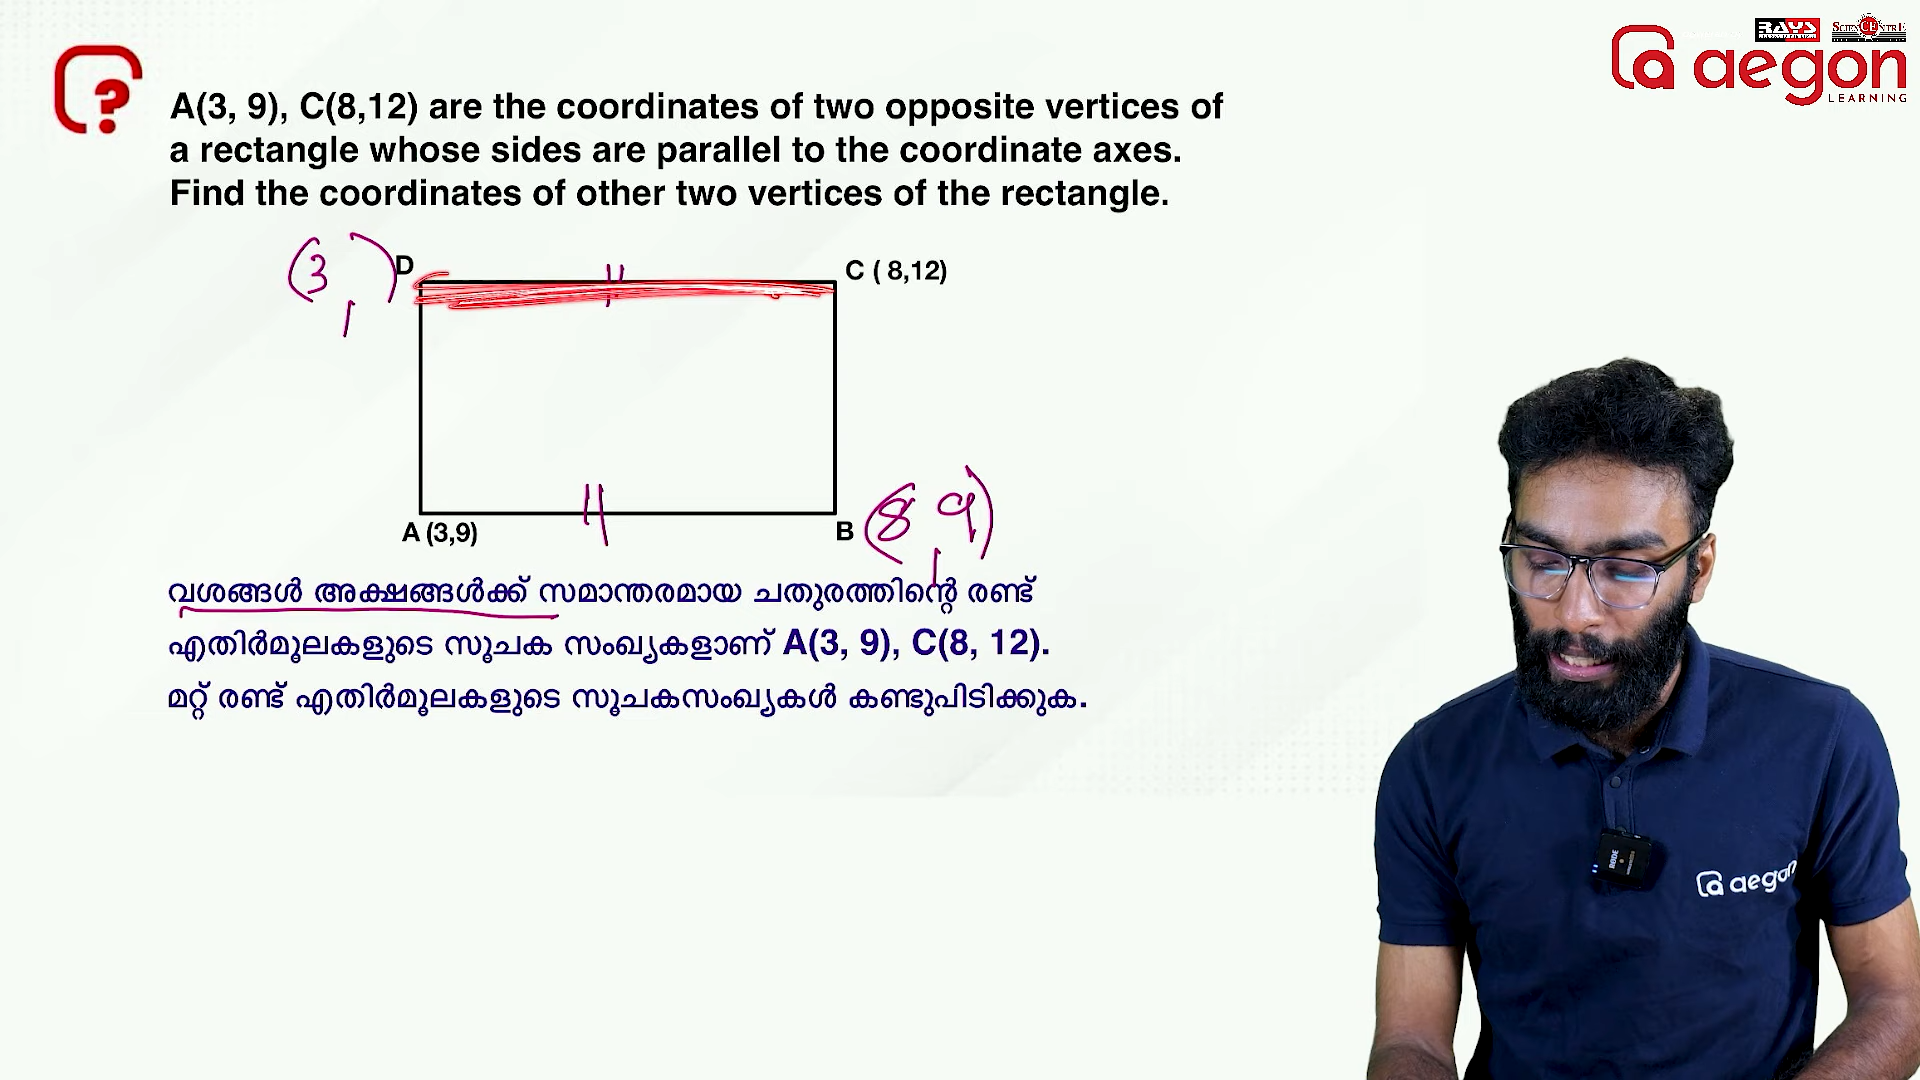 RAYS
SCIENCENTRE
aegon
LEARNING
A(3, 9), C(8,12) are the coordinates of two opposite vertices of
a rectangle whose sides are parallel to the coordinate axes.
Find the coordinates of other two vertices of the rectangle.
(3 , ) D
C ( 8,12)
A (3,9)
B (8 , 9)
വശങ്ങൾ അക്ഷങ്ങൾക്ക് സമാന്തരമായ ചതുരത്തിന്റെ രണ്ട്
എതിർമൂലകളുടെ സൂചക സംഖ്യകളാണ് A(3, 9), C(8, 12).
മറ്റ് രണ്ട് എതിർമൂലകളുടെ സൂചകസംഖ്യകൾ കണ്ടുപിടിക്കുക.
RØDE
aegon